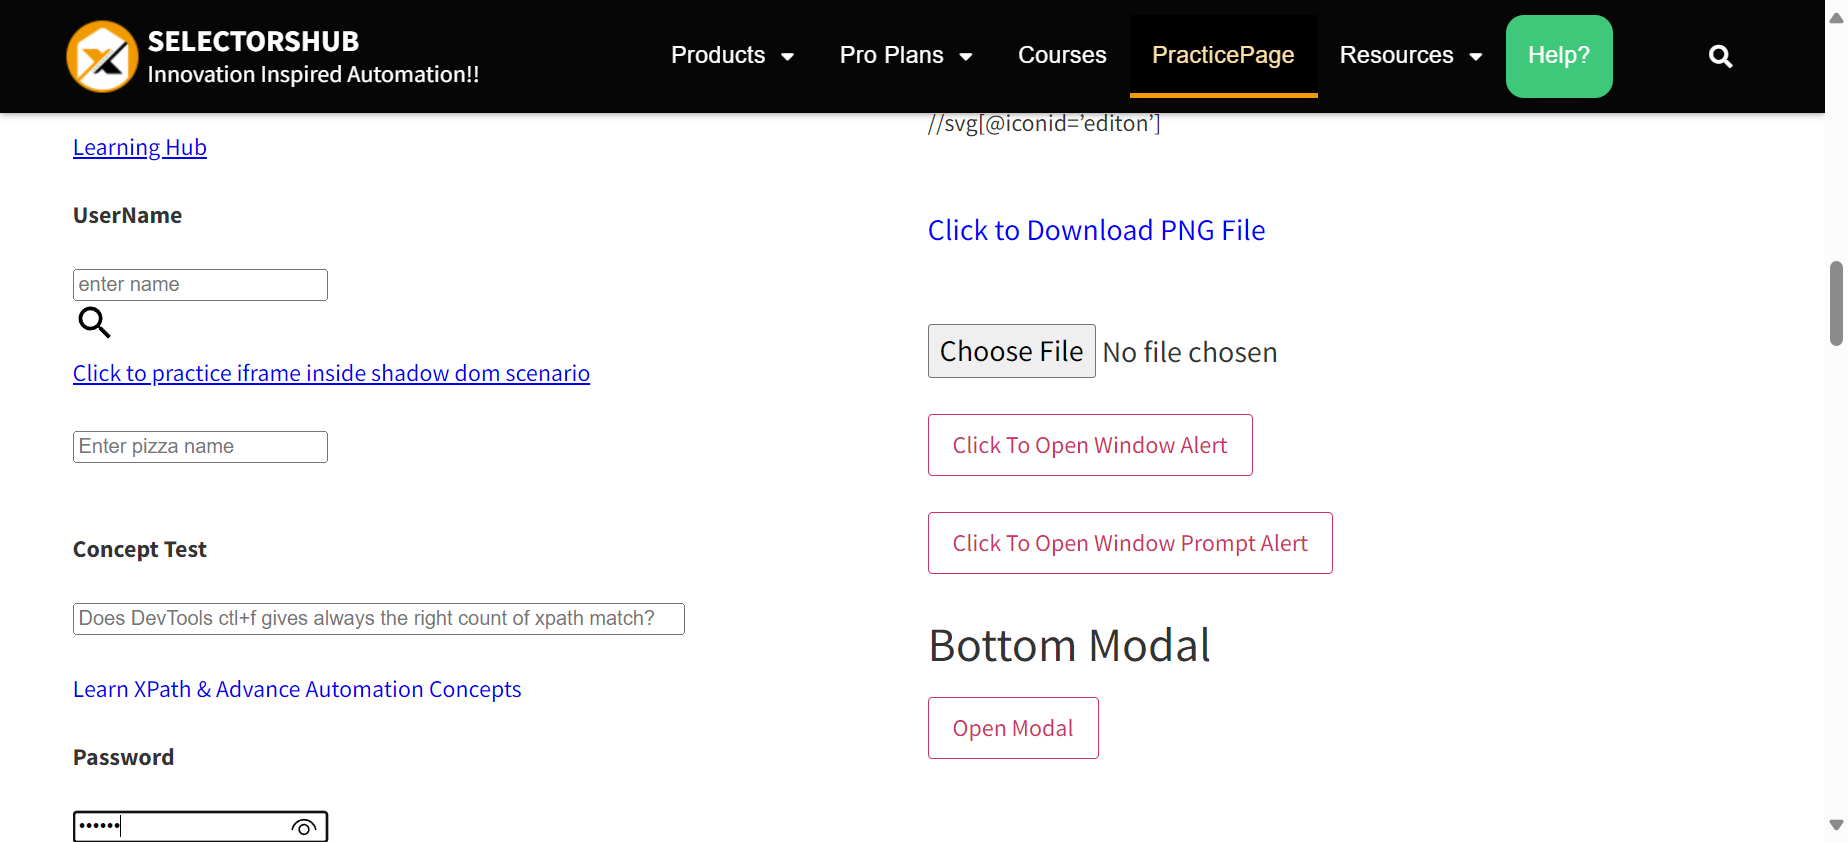 SELECTORSHUB
Innovation Inspired Automation!!
Products
Pro Plans
Courses
PracticePage
Resources
Help?
Learning Hub
UserName
enter name
Click to practice iframe inside shadow dom scenario
Enter pizza name
Concept Test
Does DevTools ctl+f gives always the right count of xpath match?
Learn XPath & Advance Automation Concepts
Password
••••••
//svg[@iconid=’editon’]
Click to Download PNG File
Choose File No file chosen
Click To Open Window Alert
Click To Open Window Prompt Alert
Bottom Modal
Open Modal